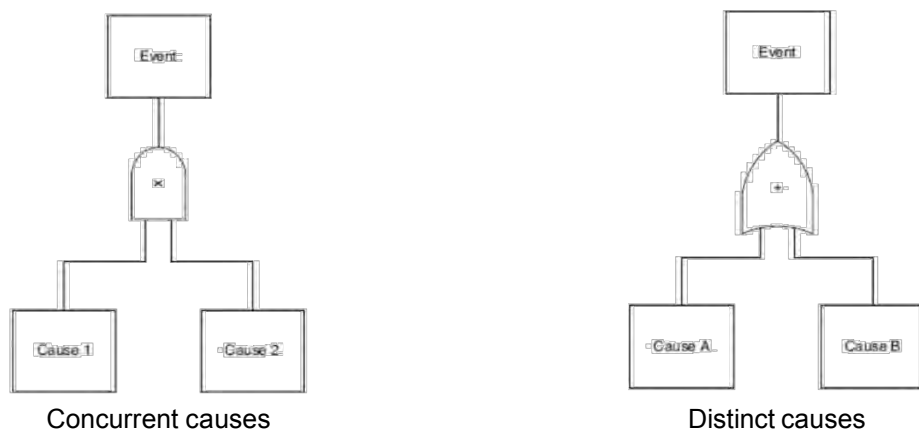 Event
×
Cause 1
Cause 2
Concurrent causes
Event
+
Cause A
Cause B
Distinct causes